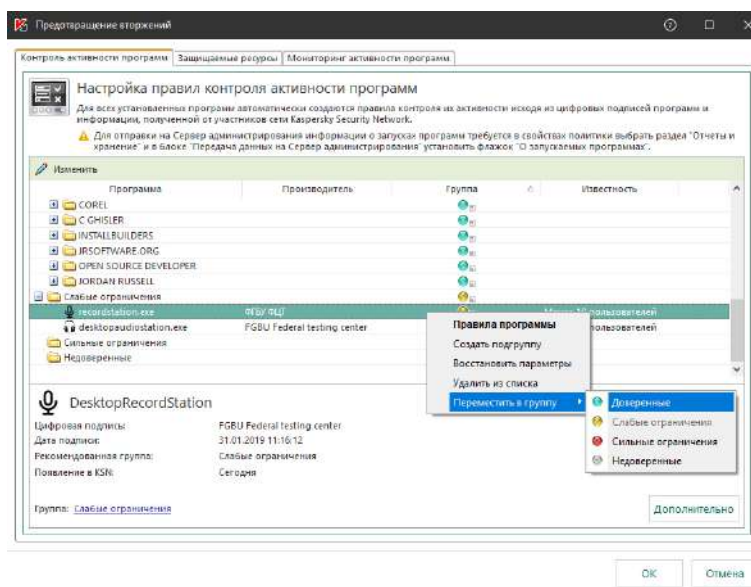 Предотвращение вторжений
Контроль активности программ
Защищаемые ресурсы
Мониторинг активности программ
Настройка правил контроля активности программ
Для всех установленных программ автоматически создаются правила контроля их активности исходя из цифровых подписей программ и
информации, полученной от участников сети Kaspersky Security Network.
Для отправки на Сервер администрирования информации о запусках программ требуется в свойствах политики выбрать раздел "Отчеты и
хранение" и в блоке "Передача данных на Сервер администрирования" установить флажок "О запускаемых программах".
Изменить
Программа Производитель Группа Известность
COREL
C GHISLER
INSTALLBUILDERS
JRSOFTWARE.ORG
OPEN SOURCE DEVELOPER
JORDAN RUSSELL
Слабые ограничения
recordstation.exe ФГБУ ФЦТ Менее 10 пользователей
desktopaudiostation.exe FGBU Federal testing center пользователей
Сильные ограничения
Недоверенные
Правила программы
Создать подгруппу
Восстановить параметры
Удалить из списка
Переместить в группу
Доверенные
Слабые ограничения
Сильные ограничения
Недоверенные
DesktopRecordStation
Цифровая подпись: FGBU Federal testing center
Дата подписи: 31.01.2019 11:16:12
Рекомендованная группа: Слабые ограничения
Появление в KSN: Сегодня
Группа: Слабые ограничения
Дополнительно
OK
Отмена